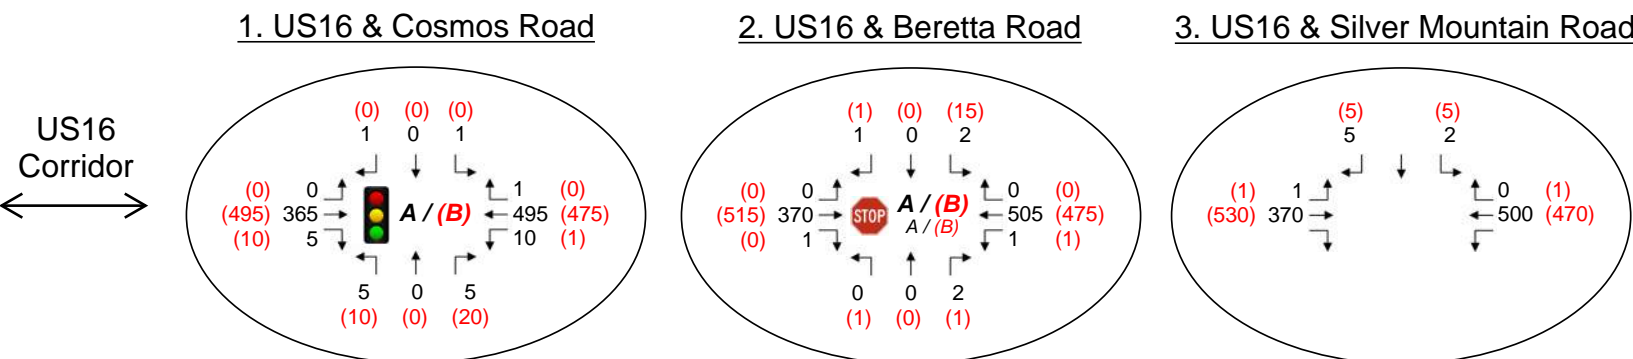 1. US16 & Cosmos Road 2. US16 & Beretta Road 3. US16 & Silver Mountain Road
US16
Corridor
(0) (0) (0)
1 0 1
(0) 0
(495) 365
(10) 5
A / (B)
1 (0)
495 (475)
10 (1)
5 0 5
(10) (0) (20)
(1) (0) (15)
1 0 2
(0) 0
(515) 370
(0) 1
STOP
A / (B)
A / (B)
0 (0)
505 (475)
1 (1)
0 0 2
(1) (0) (1)
(5) (5)
5 2
(1) 1
(530) 370
0 (1)
500 (470)